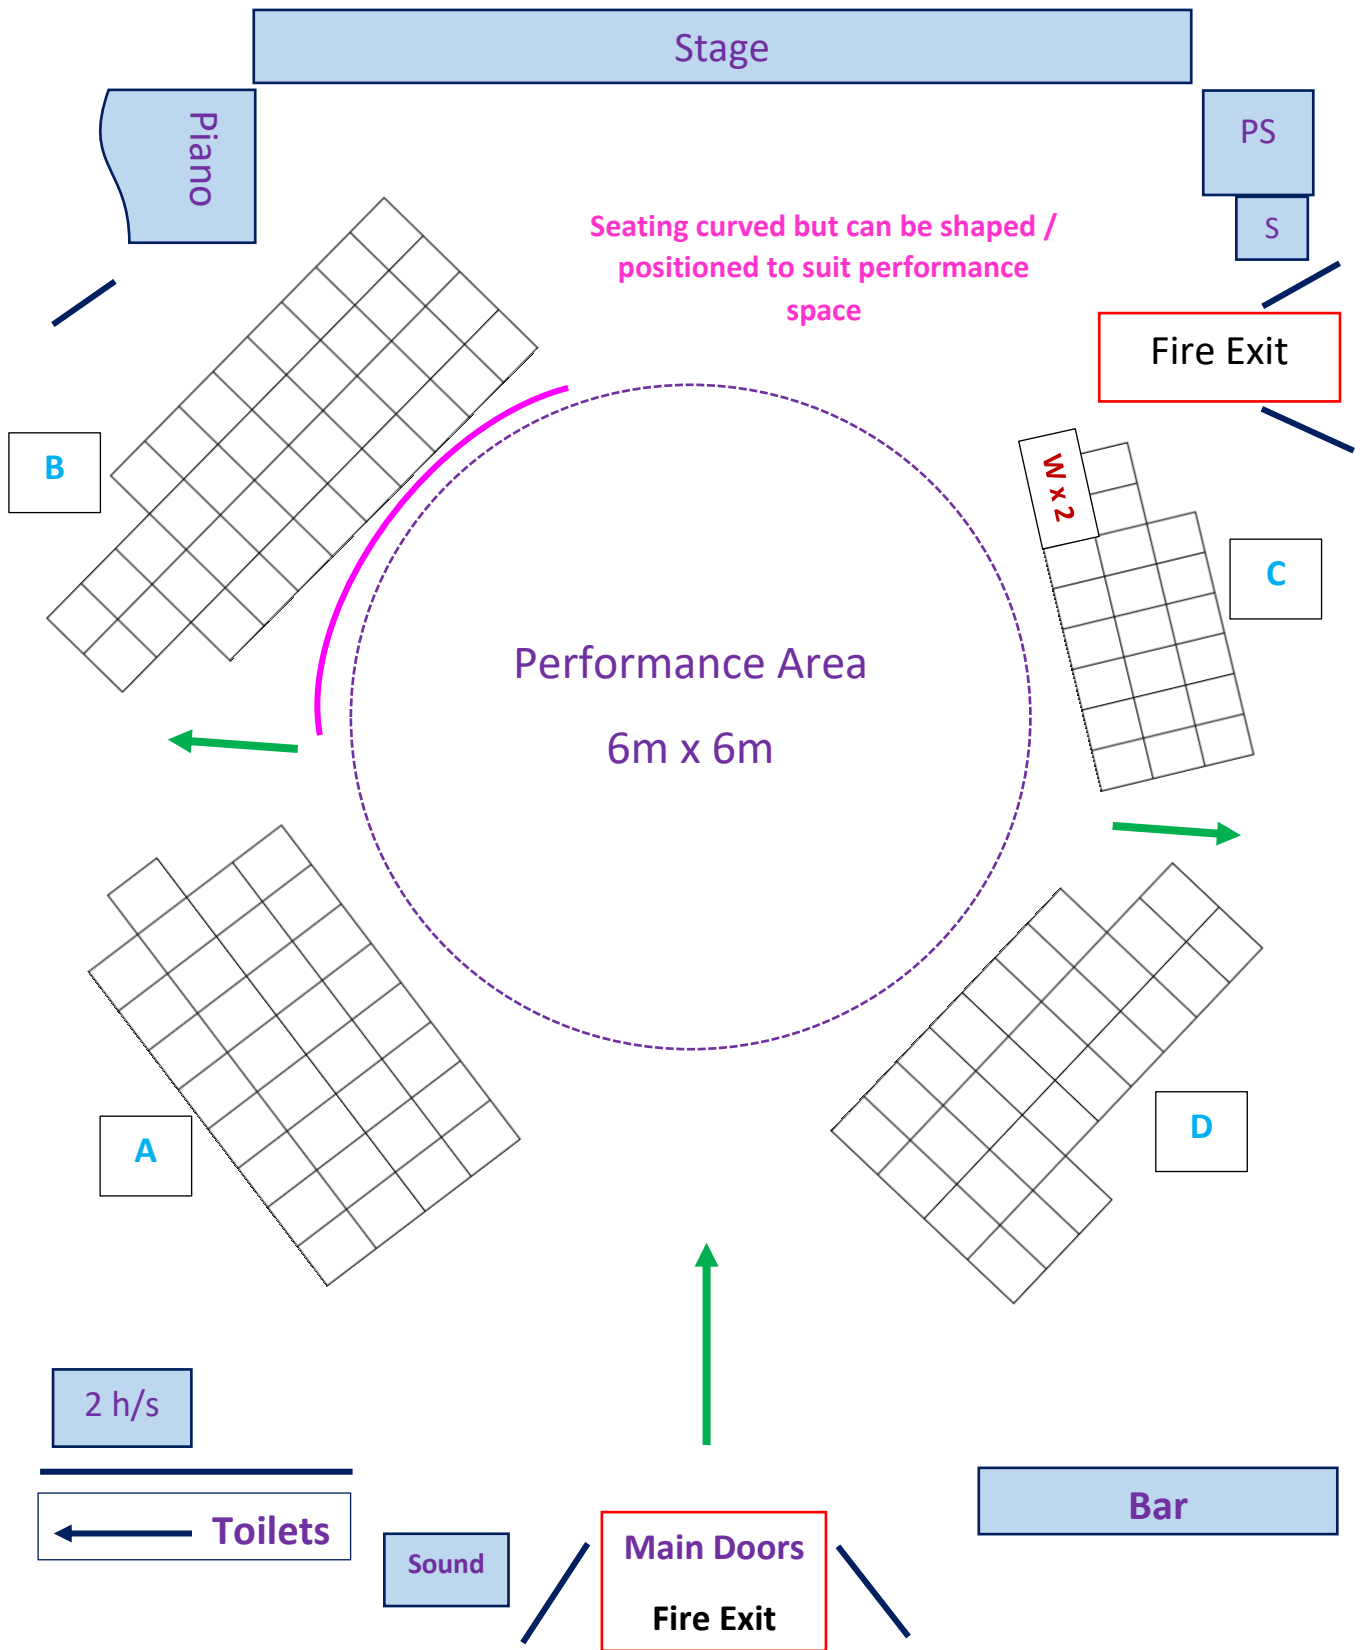 Stage
Piano
PS
S
Seating curved but can be shaped /
positioned to suit performance
space
Fire Exit
B
W x 2
C
Performance Area
6m x 6m
A
D
2 h/s
Toilets
Sound
Main Doors
Fire Exit
Bar